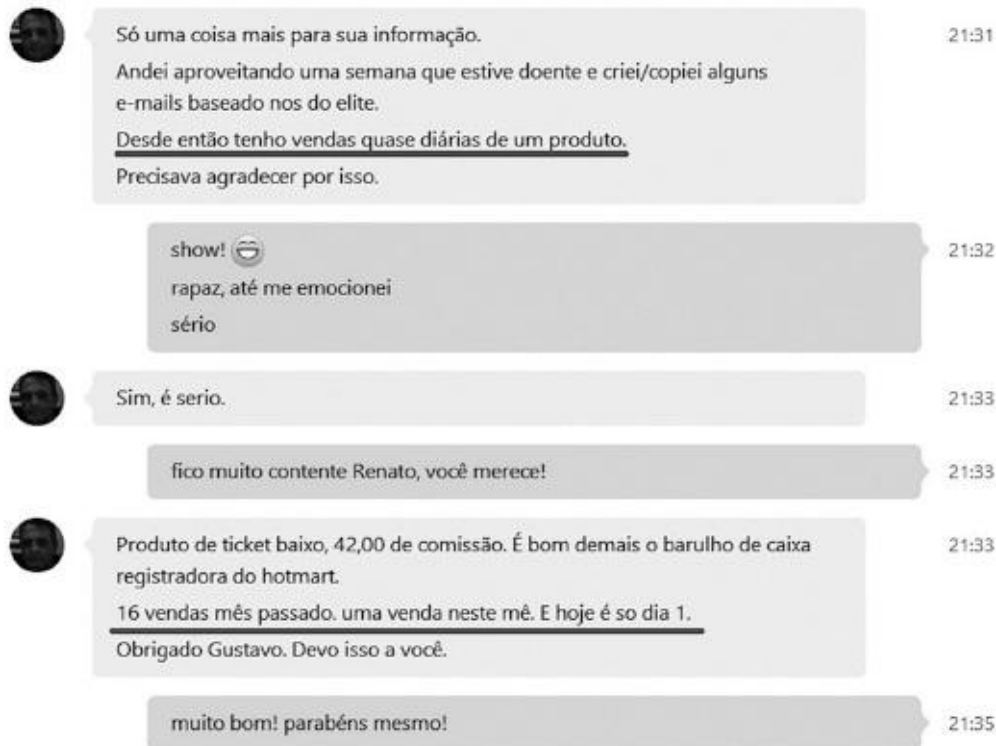 Só uma coisa mais para sua informação.
21:31
Andei aproveitando uma semana que estive doente e criei/copiei alguns
e-mails baseado nos do elite.
Desde então tenho vendas quase diárias de um produto.
Precisava agradecer por isso.
show!
21:32
rapaz, até me emocionei
sério
Sim, é serio.
21:33
fico muito contente Renato, você merece!
21:33
Produto de ticket baixo, 42,00 de comissão. É bom demais o barulho de caixa
21:33
registradora do hotmart.
16 vendas mês passado. uma venda neste mê. E hoje é so dia 1.
Obrigado Gustavo. Devo isso a você.
muito bom! parabéns mesmo!
21:35